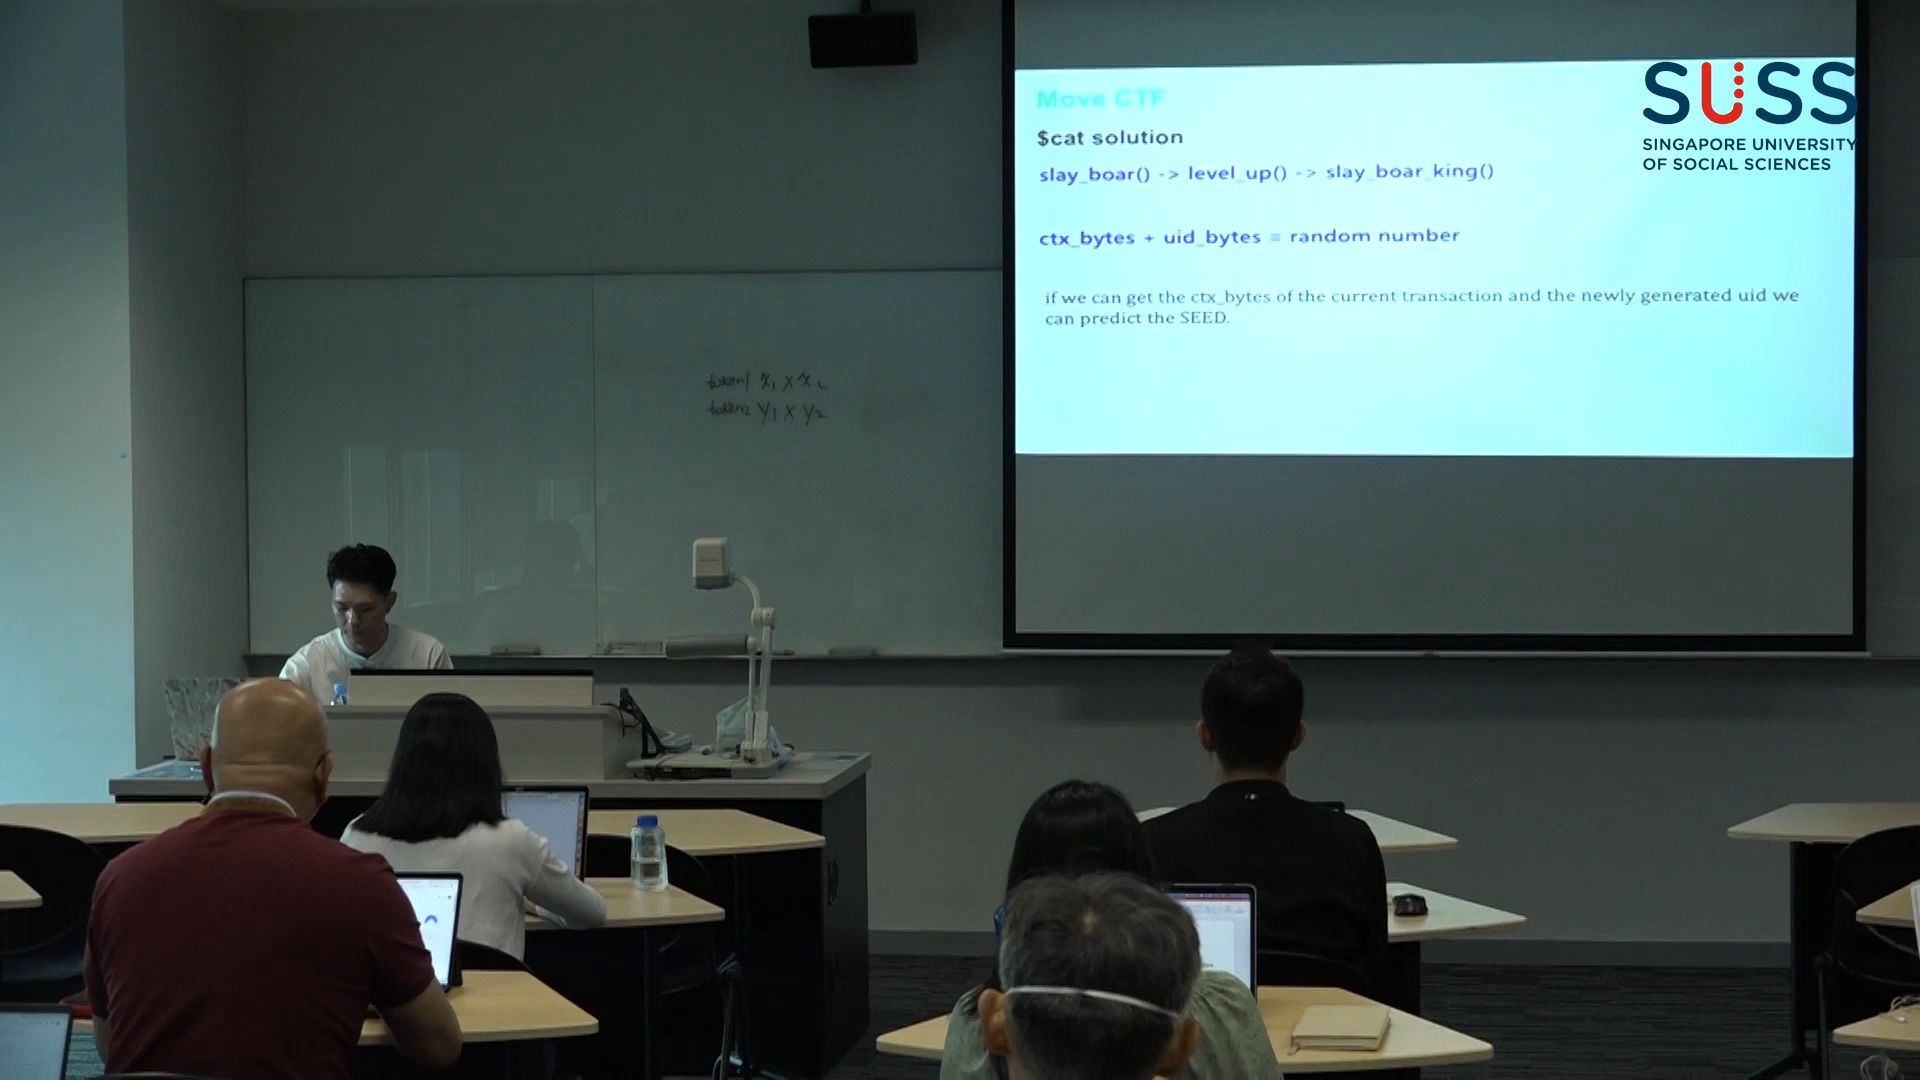 Move CTF
$cat solution
slay_boar() -> level_up() -> slay_boar_king()
ctx_bytes + uid_bytes = random number
if we can get the ctx_bytes of the current transaction and the newly generated uid we
can predict the SEED.
SUSS
SINGAPORE UNIVERSITY
OF SOCIAL SCIENCES
token1 x₁ x x₂
token2 y₁ x y₂